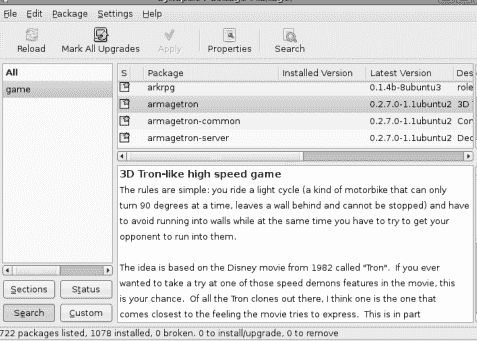 File Edit Package Settings Help
Reload Mark All Upgrades Apply Properties Search
All
game
S Package Installed Version Latest Version Des
arkrpg 0.1.4b-8ubuntu3 role
armagetron 0.2.7.0-1.1ubuntu2 3D
armagetron-common 0.2.7.0-1.1ubuntu2 Con
armagetron-server 0.2.7.0-1.1ubuntu2 Dec
3D Tron-like high speed game
The rules are simple: you ride a light cycle (a kind of motorbike that can only
turn 90 degrees at a time, leaves a wall behind and cannot be stopped) and have
to avoid running into walls while at the same time you have to try to get your
opponent to run into them.
The idea is based on the Disney movie from 1982 called "Tron". If you ever
wanted to take a try at one of those speed demons features in the movie, this
is your chance. Of all the Tron clones out there, I think one is the one that
comes closest to the feeling the movie tries to express. This is in part
Sections Status
Search Custom
722 packages listed, 1078 installed, 0 broken. 0 to install/upgrade, 0 to remove